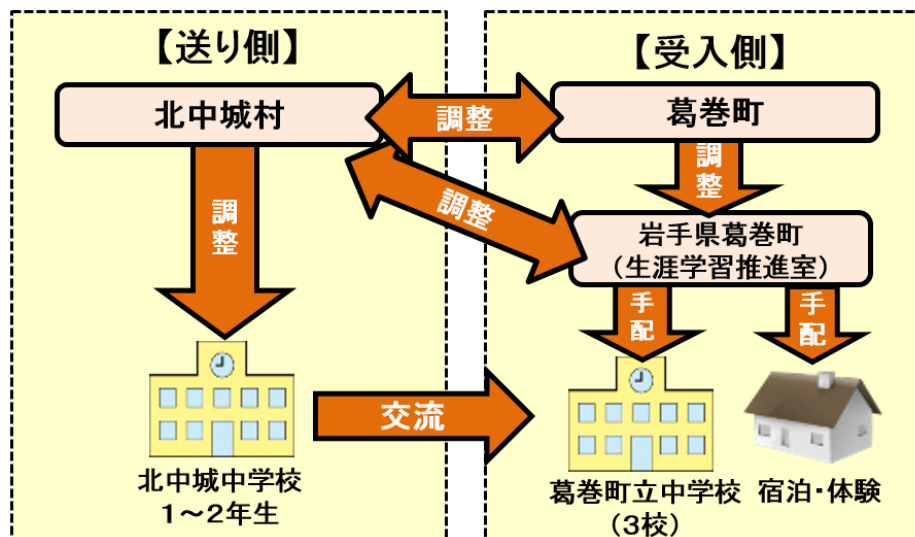 【送り側】
北中城村
調整
北中城中学校
1～2年生
調整
調整
交流
【受入側】
葛巻町
調整
岩手県葛巻町
（生涯学習推進室）
手配
手配
葛巻町立中学校
（3校）
宿泊・体験